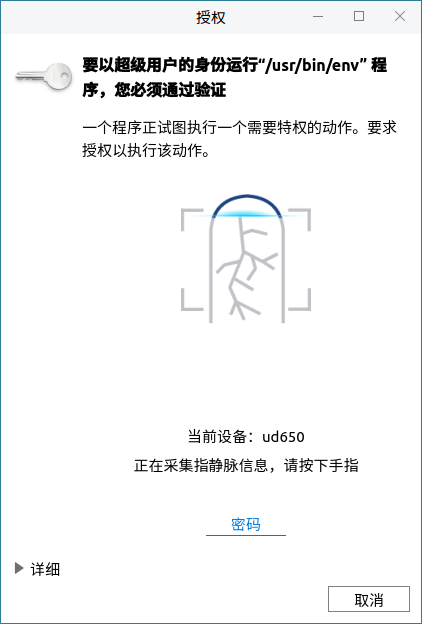 授权
要以超级用户的身份运行“/usr/bin/env” 程
序，您必须通过验证
一个程序正试图执行一个需要特权的动作。要求
授权以执行该动作。
当前设备：ud650
正在采集指静脉信息，请按下手指
密码
详细
取消